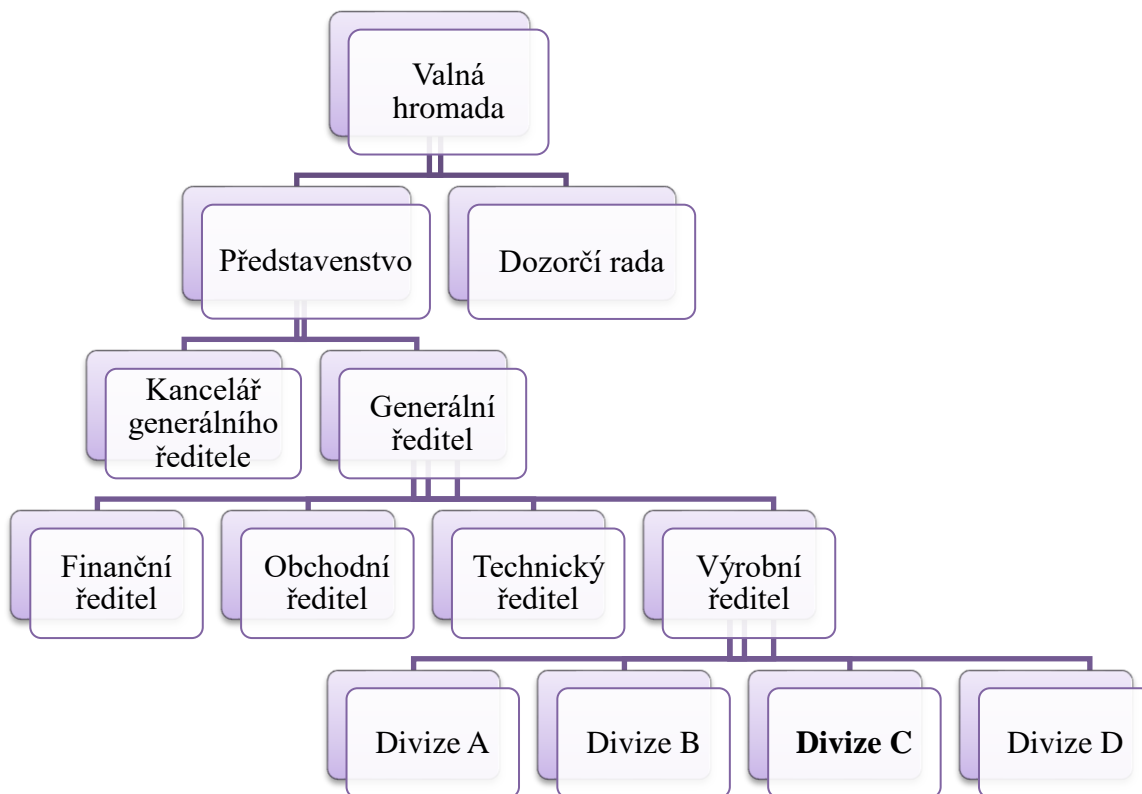 Valná
hromada
Představenstvo
Dozorčí rada
Kancelář
generálního
ředitele
Generální
ředitel
Finanční
ředitel
Obchodní
ředitel
Technický
ředitel
Výrobní
ředitel
Divize A
Divize B
Divize C
Divize D